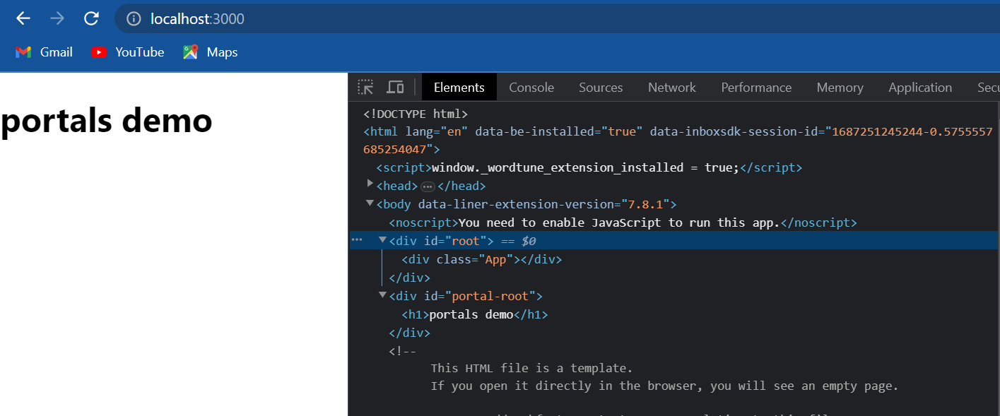 localhost:3000
Gmail YouTube Maps
portals demo
Elements Console Sources Network Performance Memory Application
<!DOCTYPE html>
<html lang="en" data-be-installed="true" data-inboxsdk-session-id="1687251245244-0.5755557
685254047">
<script>window._wordtune_extension_installed = true;</script>
<head>…</head>
<body data-liner-extension-version="7.8.1">
<noscript>You need to enable JavaScript to run this app.</noscript>
<div id="root"> == $0
<div class="App"></div>
</div>
<div id="portal-root">
<h1>portals demo</h1>
</div>
<!--
This HTML file is a template.
If you open it directly in the browser, you will see an empty page.